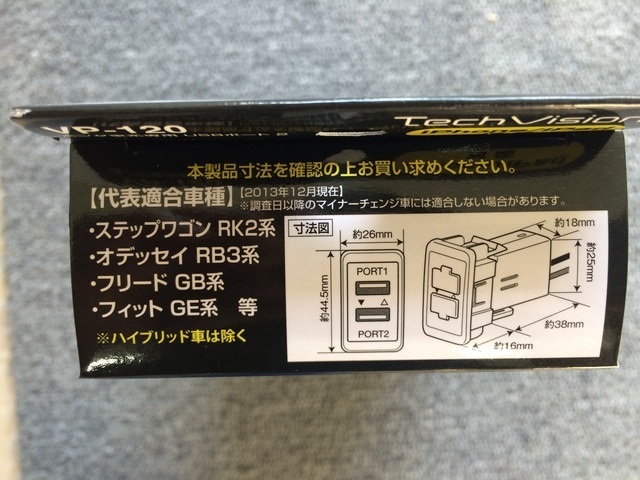 VP-120
TechVision
本製品寸法を確認の上お買い求めください。
【代表適合車種】【2013年12月現在】
※調査日以降のマイナーチェンジ車には適合しない場合があります。
・ステップワゴン RK2系
・オデッセイ RB3系
・フリード GB系
・フィット GE系 等
※ハイブリッド車は除く
寸法図
約26mm
約44.5mm
PORT1
PORT2
約18mm
約25mm
約38mm
約16mm